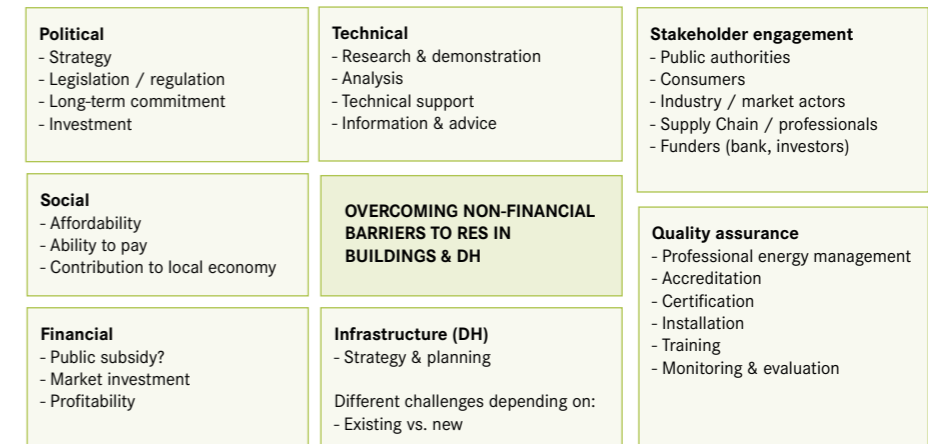 Political
- Strategy
- Legislation / regulation
- Long-term commitment
- Investment
Technical
- Research & demonstration
- Analysis
- Technical support
- Information & advice
Stakeholder engagement
- Public authorities
- Consumers
- Industry / market actors
- Supply Chain / professionals
- Funders (bank, investors)
Social
- Affordability
- Ability to pay
- Contribution to local economy
OVERCOMING NON-FINANCIAL
BARRIERS TO RES IN
BUILDINGS & DH
Quality assurance
- Professional energy management
- Accreditation
- Certification
- Installation
- Training
- Monitoring & evaluation
Financial
- Public subsidy?
- Market investment
- Profitability
Infrastructure (DH)
- Strategy & planning
Different challenges depending on:
- Existing vs. new